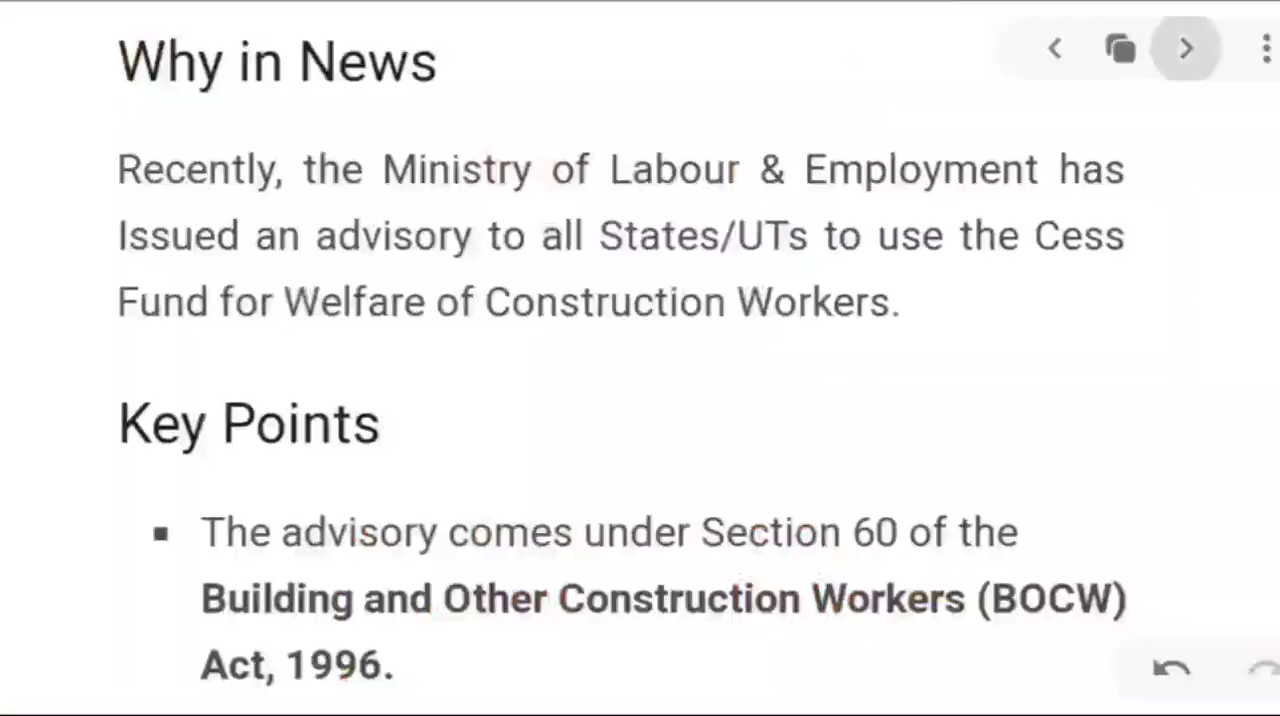 Why in News
Recently, the Ministry of Labour & Employment has
Issued an advisory to all States/UTs to use the Cess
Fund for Welfare of Construction Workers.
Key Points
▪ The advisory comes under Section 60 of the
Building and Other Construction Workers (BOCW)
Act, 1996.